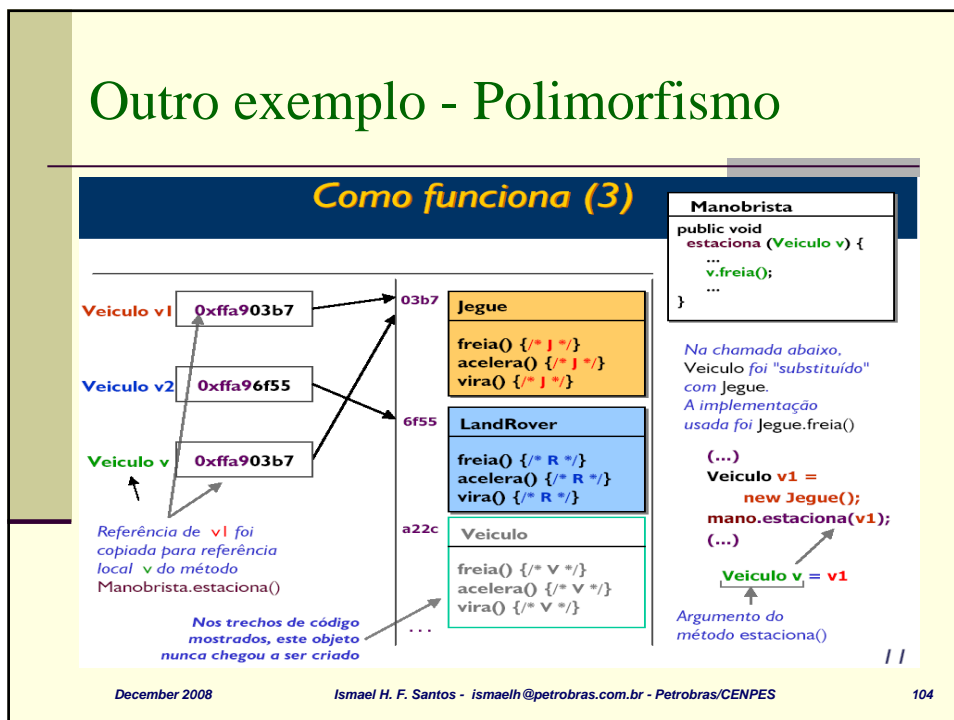 Outro exemplo - Polimorfismo
Como funciona (3)
Manobrista
public void
estaciona (Veiculo v) {
...
v.freia();
...
}
Veiculo v1
0xffa903b7
Veiculo v2
0xffa96f55
Veiculo v
0xffa903b7
Referência de v1 foi
copiada para referência
local v do método
Manobrista.estaciona()
Nos trechos de código
mostrados, este objeto
nunca chegou a ser criado
03b7
Jegue
freia() {/* J */}
acelera() {/* J */}
vira() {/* J */}
6f55
LandRover
freia() {/* R */}
acelera() {/* R */}
vira() {/* R */}
a22c
Veiculo
freia() {/* V */}
acelera() {/* V */}
vira() {/* V */}
...
Na chamada abaixo,
Veiculo foi "substituído"
com Jegue.
A implementação
usada foi Jegue.freia()
(...)
Veiculo v1 =
new Jegue();
mano.estaciona(v1);
(...)
Veiculo v = v1
Argumento do
método estaciona()
11
December 2008
Ismael H. F. Santos - ismaelh@petrobras.com.br - Petrobras/CENPES
104